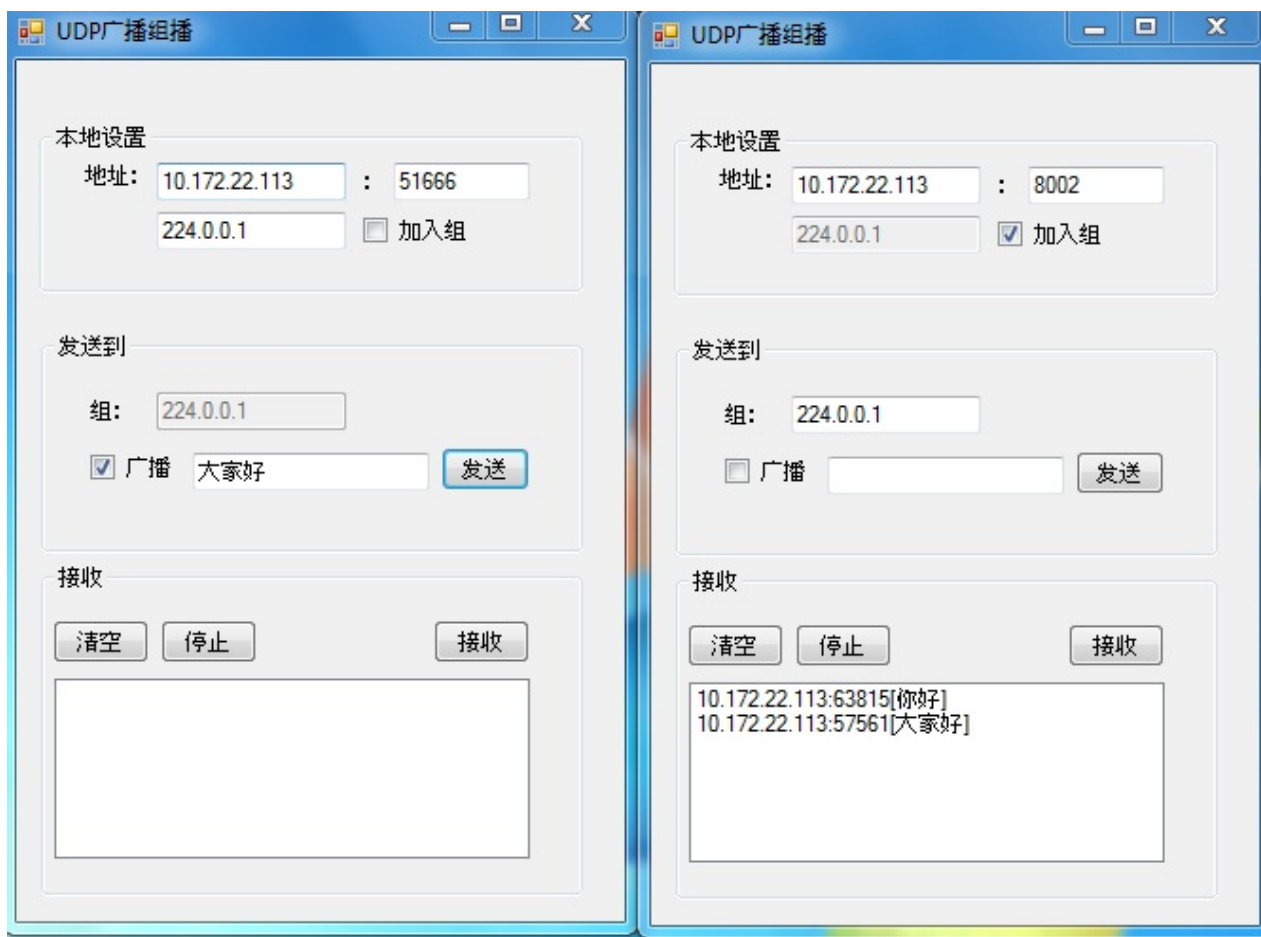 UDP广播组播
本地设置
地址: 10.172.22.113 : 51666
224.0.0.1 加入组
发送到
组: 224.0.0.1
广播 大家好 发送
接收
清空 停止 接收
UDP广播组播
本地设置
地址: 10.172.22.113 : 8002
224.0.0.1 加入组
发送到
组: 224.0.0.1
广播 发送
接收
清空 停止 接收
10.172.22.113:63815[你好]
10.172.22.113:57561[大家好]